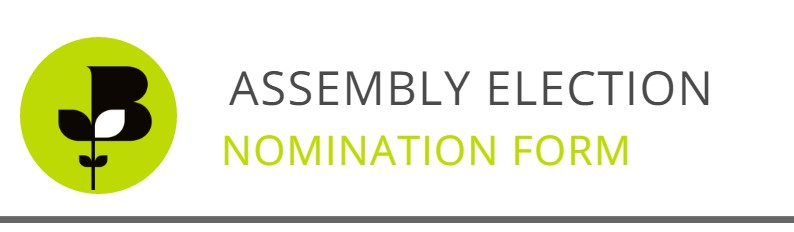 B
ASSEMBLY ELECTION
NOMINATION FORM